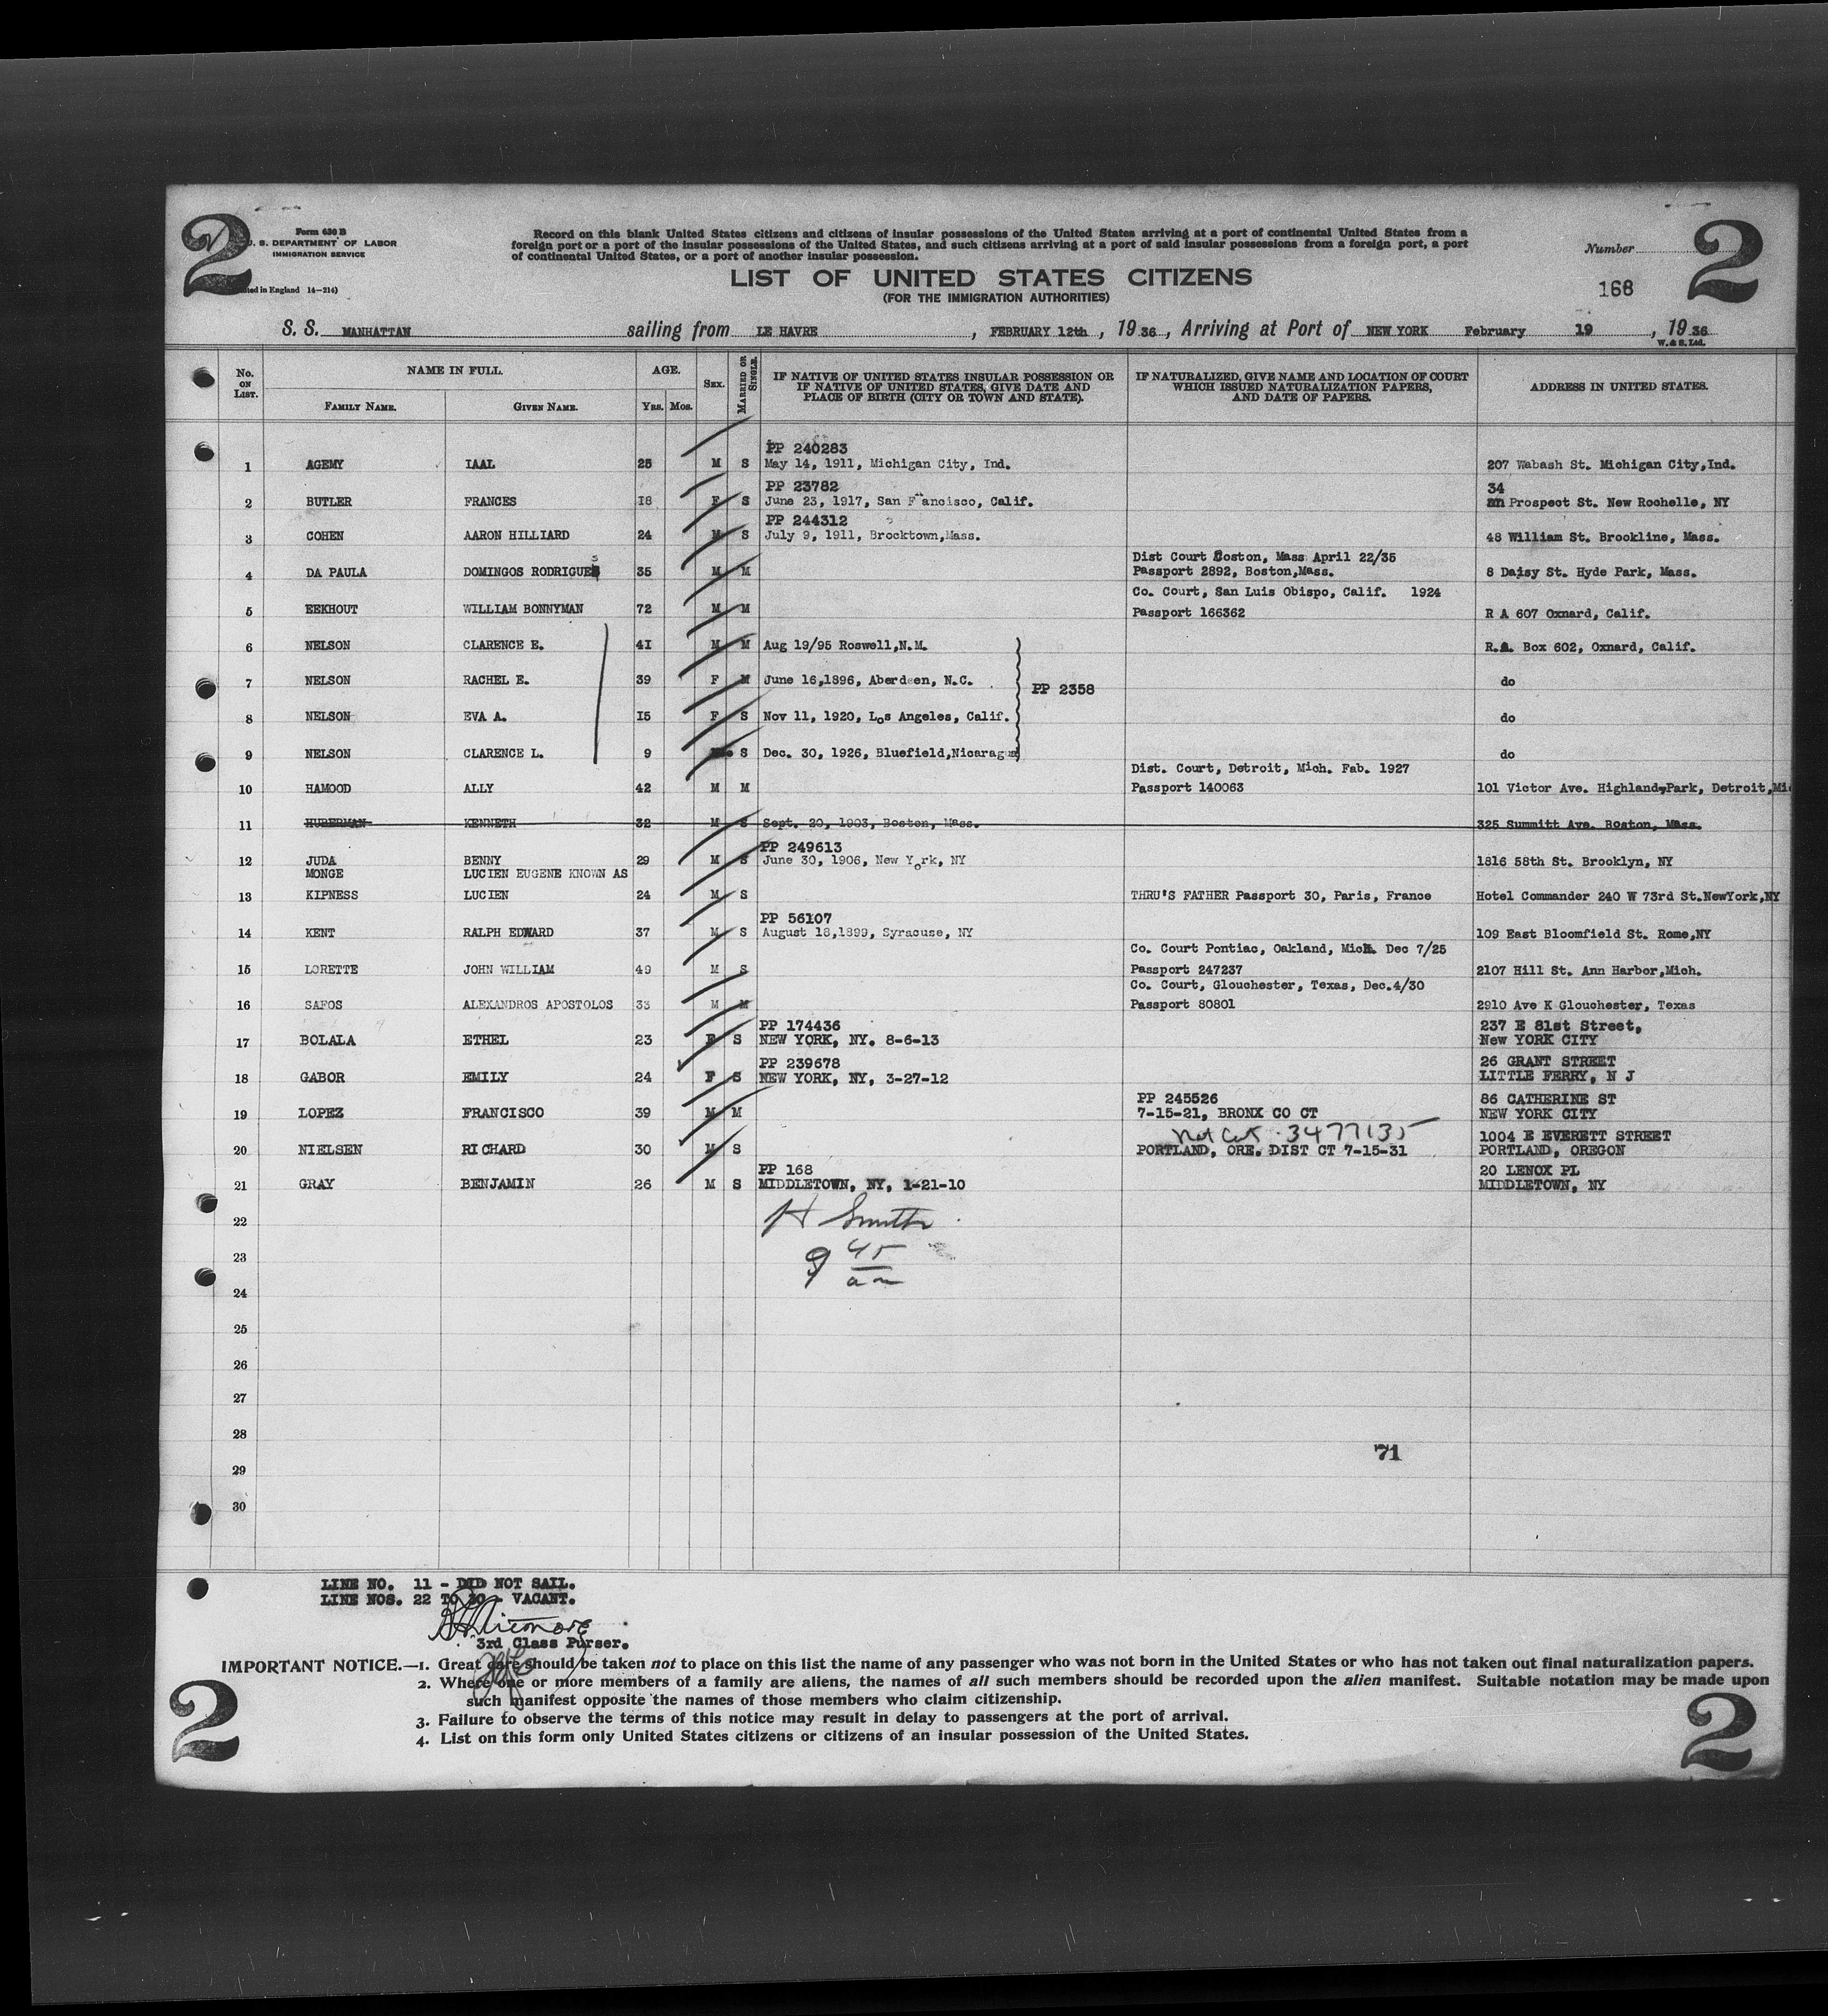 2
Form 630 B
U. S. DEPARTMENT OF LABOR
IMMIGRATION SERVICE
in England 14-214)
Record on this blank United States citizens and citizens of insular possessions of the United States arriving at a port of continental United States from a
foreign port or a port of the insular possessions of the United States, and such citizens arriving at a port of said insular possessions from a foreign port, a port
of continental United States, or a port of another insular possession.
LIST OF UNITED STATES CITIZENS
(FOR THE IMMIGRATION AUTHORITIES)
Number
168
2
S. S. MANHATTAN sailing from LE HAVRE, FEBRUARY 12th, 1936, Arriving at Port of NEW YORK February 19, 1936
W. & S. Ltd.
No. ON LIST. NAME IN FULL. AGE. SEX. MARRIED OR SINGLE. IF NATIVE OF UNITED STATES INSULAR POSSESSION OR IF NATIVE OF UNITED STATES, GIVE DATE AND PLACE OF BIRTH (CITY OR TOWN AND STATE). IF NATURALIZED, GIVE NAME AND LOCATION OF COURT WHICH ISSUED NATURALIZATION PAPERS, AND DATE OF PAPERS. ADDRESS IN UNITED STATES.
FAMILY NAME. GIVEN NAME. YRS. MOS.
PP 240283
1 AGEMY IAAL 25 M S May 14, 1911, Michigan City, Ind. 207 Wabash St. Michigan City,Ind.
PP 23782 34
2 BUTLER FRANCES 18 F S June 23, 1917, San Francisco, Calif. Prospect St. New Rochelle, NY
PP 244312
3 COHEN AARON HILLIARD 24 M S July 9, 1911, Brocktown,Mass. 48 William St. Brookline, Mass.
Dist Court Boston, Mass April 22/35
4 DA PAULA DOMINGOS RODRIGUES 35 M M Passport 2892, Boston,Mass. 8 Daisy St. Hyde Park, Mass.
Co. Court, San Luis Obispo, Calif. 1924
5 EEKHOUT WILLIAM BONNYMAN 72 M M Passport 166362 R A 607 Oxnard, Calif.
6 NELSON CLARENCE E. 41 M M Aug 19/95 Roswell,N.M. R.A. Box 602, Oxnard, Calif.
7 NELSON RACHEL E. 39 F M June 16,1896, Aberdeen, N.C. PP 2358 do
8 NELSON EVA A. 15 F S Nov 11, 1920, Los Angeles, Calif. do
9 NELSON CLARENCE L. 9 S Dec. 30, 1926, Bluefield,Nicaragua do
Dist. Court, Detroit, Mich. Fab. 1927
10 HAMOOD ALLY 42 M M Passport 140063 101 Victor Ave. Highland,Park, Detroit,Mi
11 HUBERMAN KENNETH 32 M S Sept. 20, 1903, Boston, Mass. 325 Summitt Ave. Boston, Mass.
PP 249613
12 JUDA BENNY 29 M S June 30, 1906, New York, NY 1816 58th St. Brooklyn, NY
MONGE LUCIEN EUGENE KNOWN AS
13 KIPNESS LUCIEN 24 M S THRU'S FATHER Passport 30, Paris, France Hotel Commander 240 W 73rd St.NewYork,NY
PP 56107
14 KENT RALPH EDWARD 37 M S August 18,1899, Syracuse, NY 109 East Bloomfield St. Rome,NY
Co. Court Pontiac, Oakland, Mich. Dec 7/25
15 LORETTE JOHN WILLIAM 49 M S Passport 247237 2107 Hill St. Ann Harbor,Mich.
Co. Court, Glouchester, Texas, Dec.4/30
16 SAFOS ALEXANDROS APOSTOLOS 33 M M Passport 80801 2910 Ave K Glouchester, Texas
PP 174436 237 E 81st Street,
17 BOLALA ETHEL 23 F S NEW YORK, NY. 8-6-13 New YORK CITY
PP 239678 26 GRANT STREET
18 GABOR EMILY 24 F S NEW YORK, NY, 3-27-12 LITTLE FERRY, N J
PP 245526 86 CATHERINE ST
19 LOPEZ FRANCISCO 39 M M 7-15-21, BRONX CO CT NEW YORK CITY
Nat Cert 3477135 1004 E EVERETT STREET
20 NIELSEN RICHARD 30 M S PORTLAND, ORE. DIST CT 7-15-31 PORTLAND, OREGON
PP 168 20 LENOX PL
21 GRAY BENJAMIN 26 M S MIDDLETOWN, NY, 1-21-10 MIDDLETOWN, NY
22 H Smith
23 9 45
24 am
25
26
27
28
71
29
30
LINE NO. 11 - DID NOT SAIL.
LINE NOS. 22 TO 30 - VACANT.
3rd Class Purser.
IMPORTANT NOTICE.—1. Great care should be taken not to place on this list the name of any passenger who was not born in the United States or who has not taken out final naturalization papers.
2. Where one or more members of a family are aliens, the names of all such members should be recorded upon the alien manifest. Suitable notation may be made upon
such manifest opposite the names of those members who claim citizenship.
3. Failure to observe the terms of this notice may result in delay to passengers at the port of arrival.
4. List on this form only United States citizens or citizens of an insular possession of the United States.
2
2